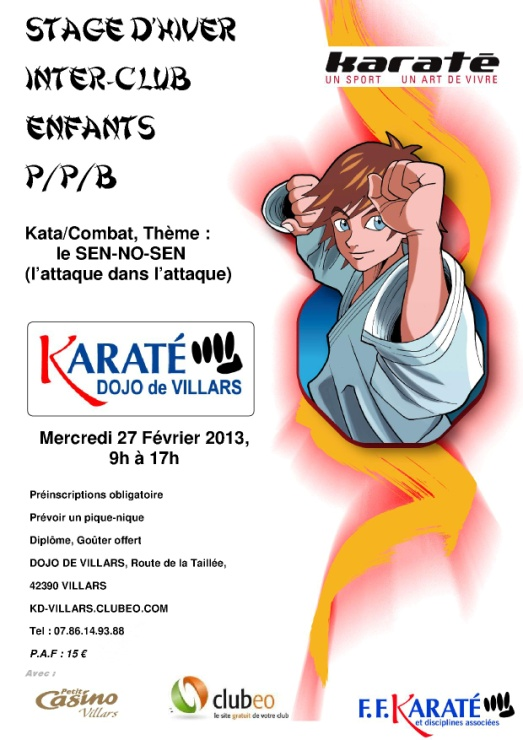 STAGE D'HIVER
INTER-CLUB
ENFANTS
P/P/B
karaté
UN SPORT UN ART DE VIVRE
Kata/Combat, Thème :
le SEN-NO-SEN
(l'attaque dans l'attaque)
KARATÉ
DOJO de VILLARS
Mercredi 27 Février 2013,
9h à 17h
Préinscriptions obligatoire
Prévoir un pique-nique
Diplôme, Goûter offert
DOJO DE VILLARS, Route de la Taillée,
42390 VILLARS
KD-VILLARS.CLUBEO.COM
Tel : 07.86.14.93.88
P.A.F : 15 €
Avec :
Petit
Casino
Villars
clubeo
le site gratuit de votre club
F.F.KARATÉ
et disciplines associées